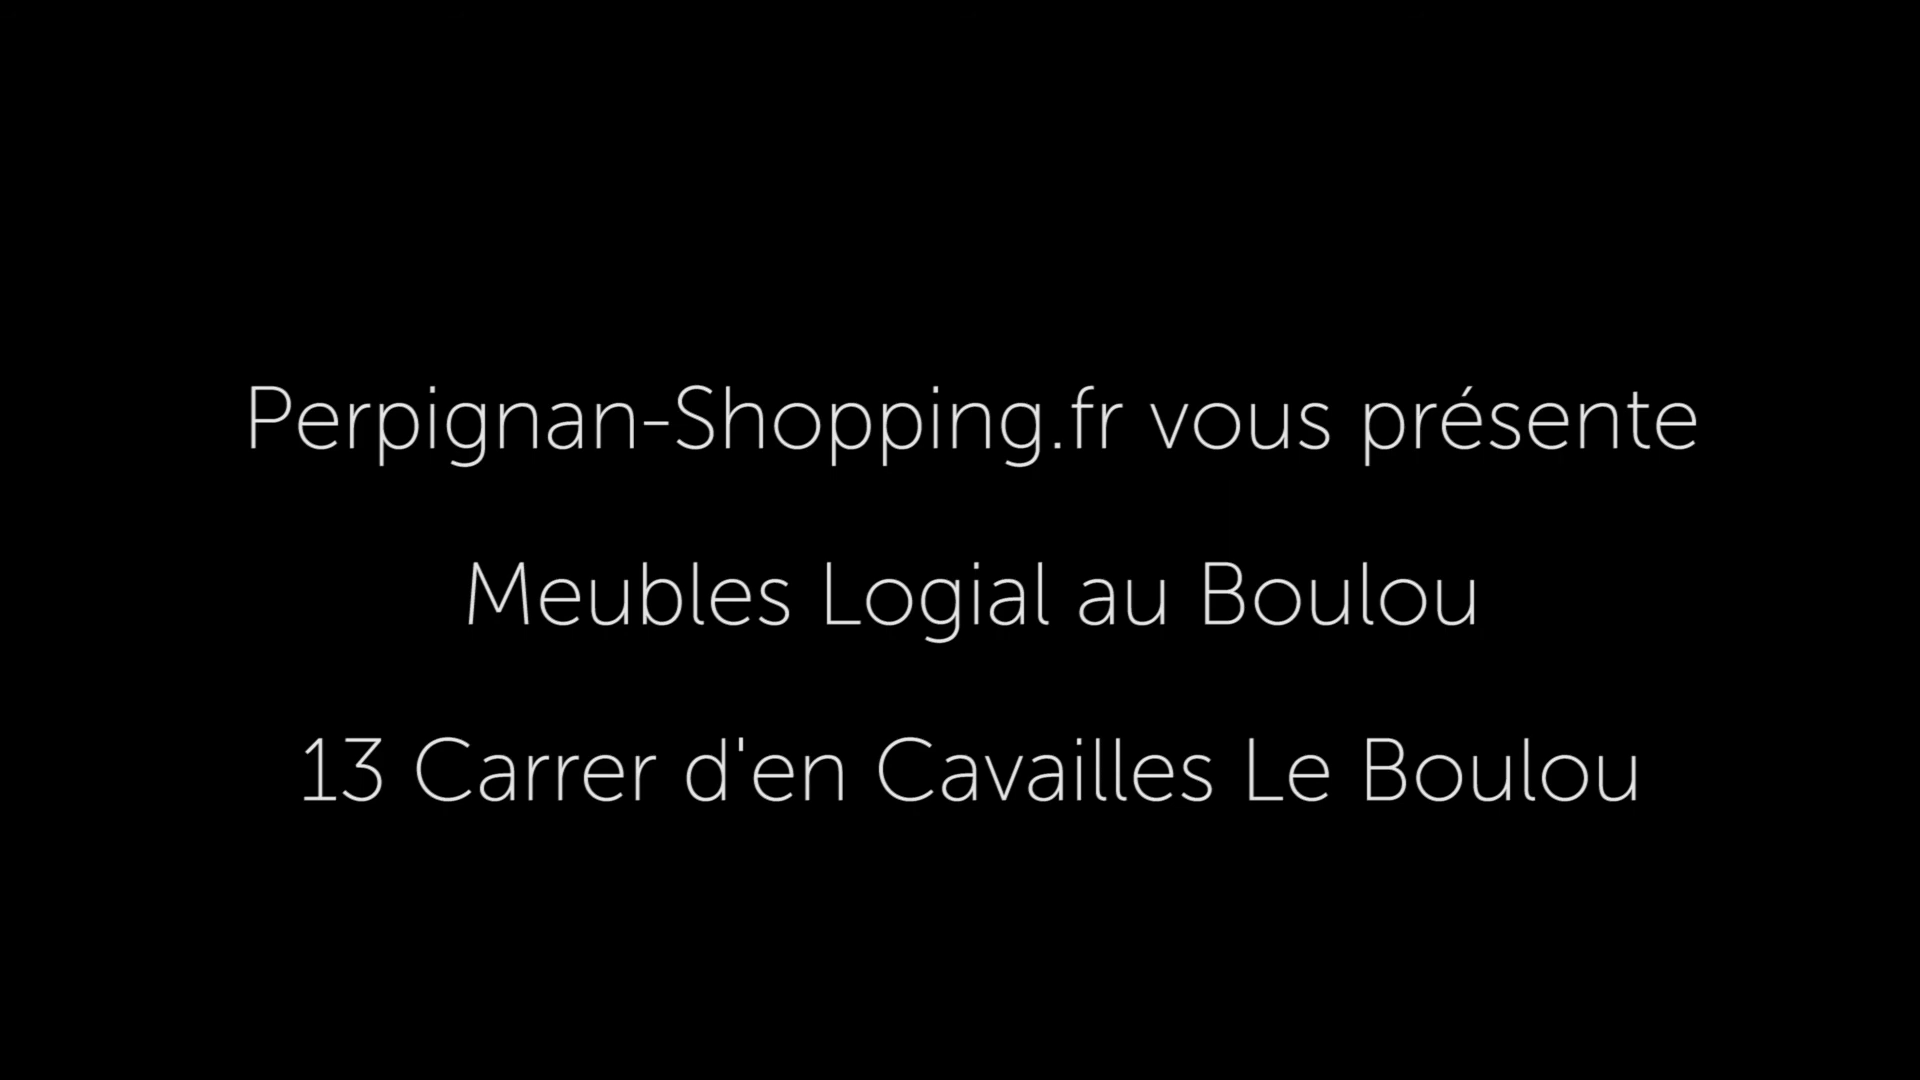 Perpignan-Shopping.fr vous présente
Meubles Logial au Boulou
13 Carrer d'en Cavailles Le Boulou